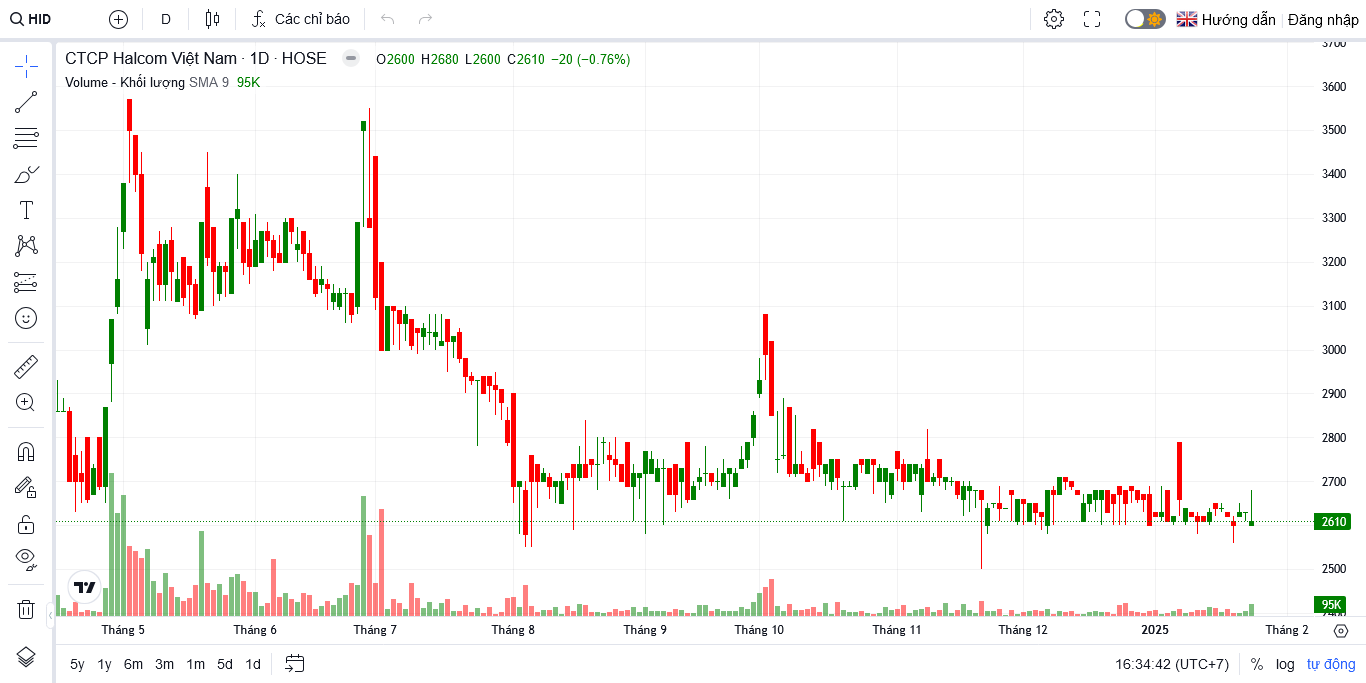 HID D Các chỉ báo Hướng dẫn Đăng nhập
CTCP Halcom Việt Nam · 1D · HOSE O2600 H2680 L2600 C2610 −20 (−0.76%)
Volume - Khối lượng SMA 9 95K
3700
3600
3500
3400
3300
3200
3100
3000
2900
2800
2700
2610
2500
95K
2400
Tháng 5 Tháng 6 Tháng 7 Tháng 8 Tháng 9 Tháng 10 Tháng 11 Tháng 12 2025 Tháng 2
5y 1y 6m 3m 1m 5d 1d 16:34:42 (UTC+7) % log tự động